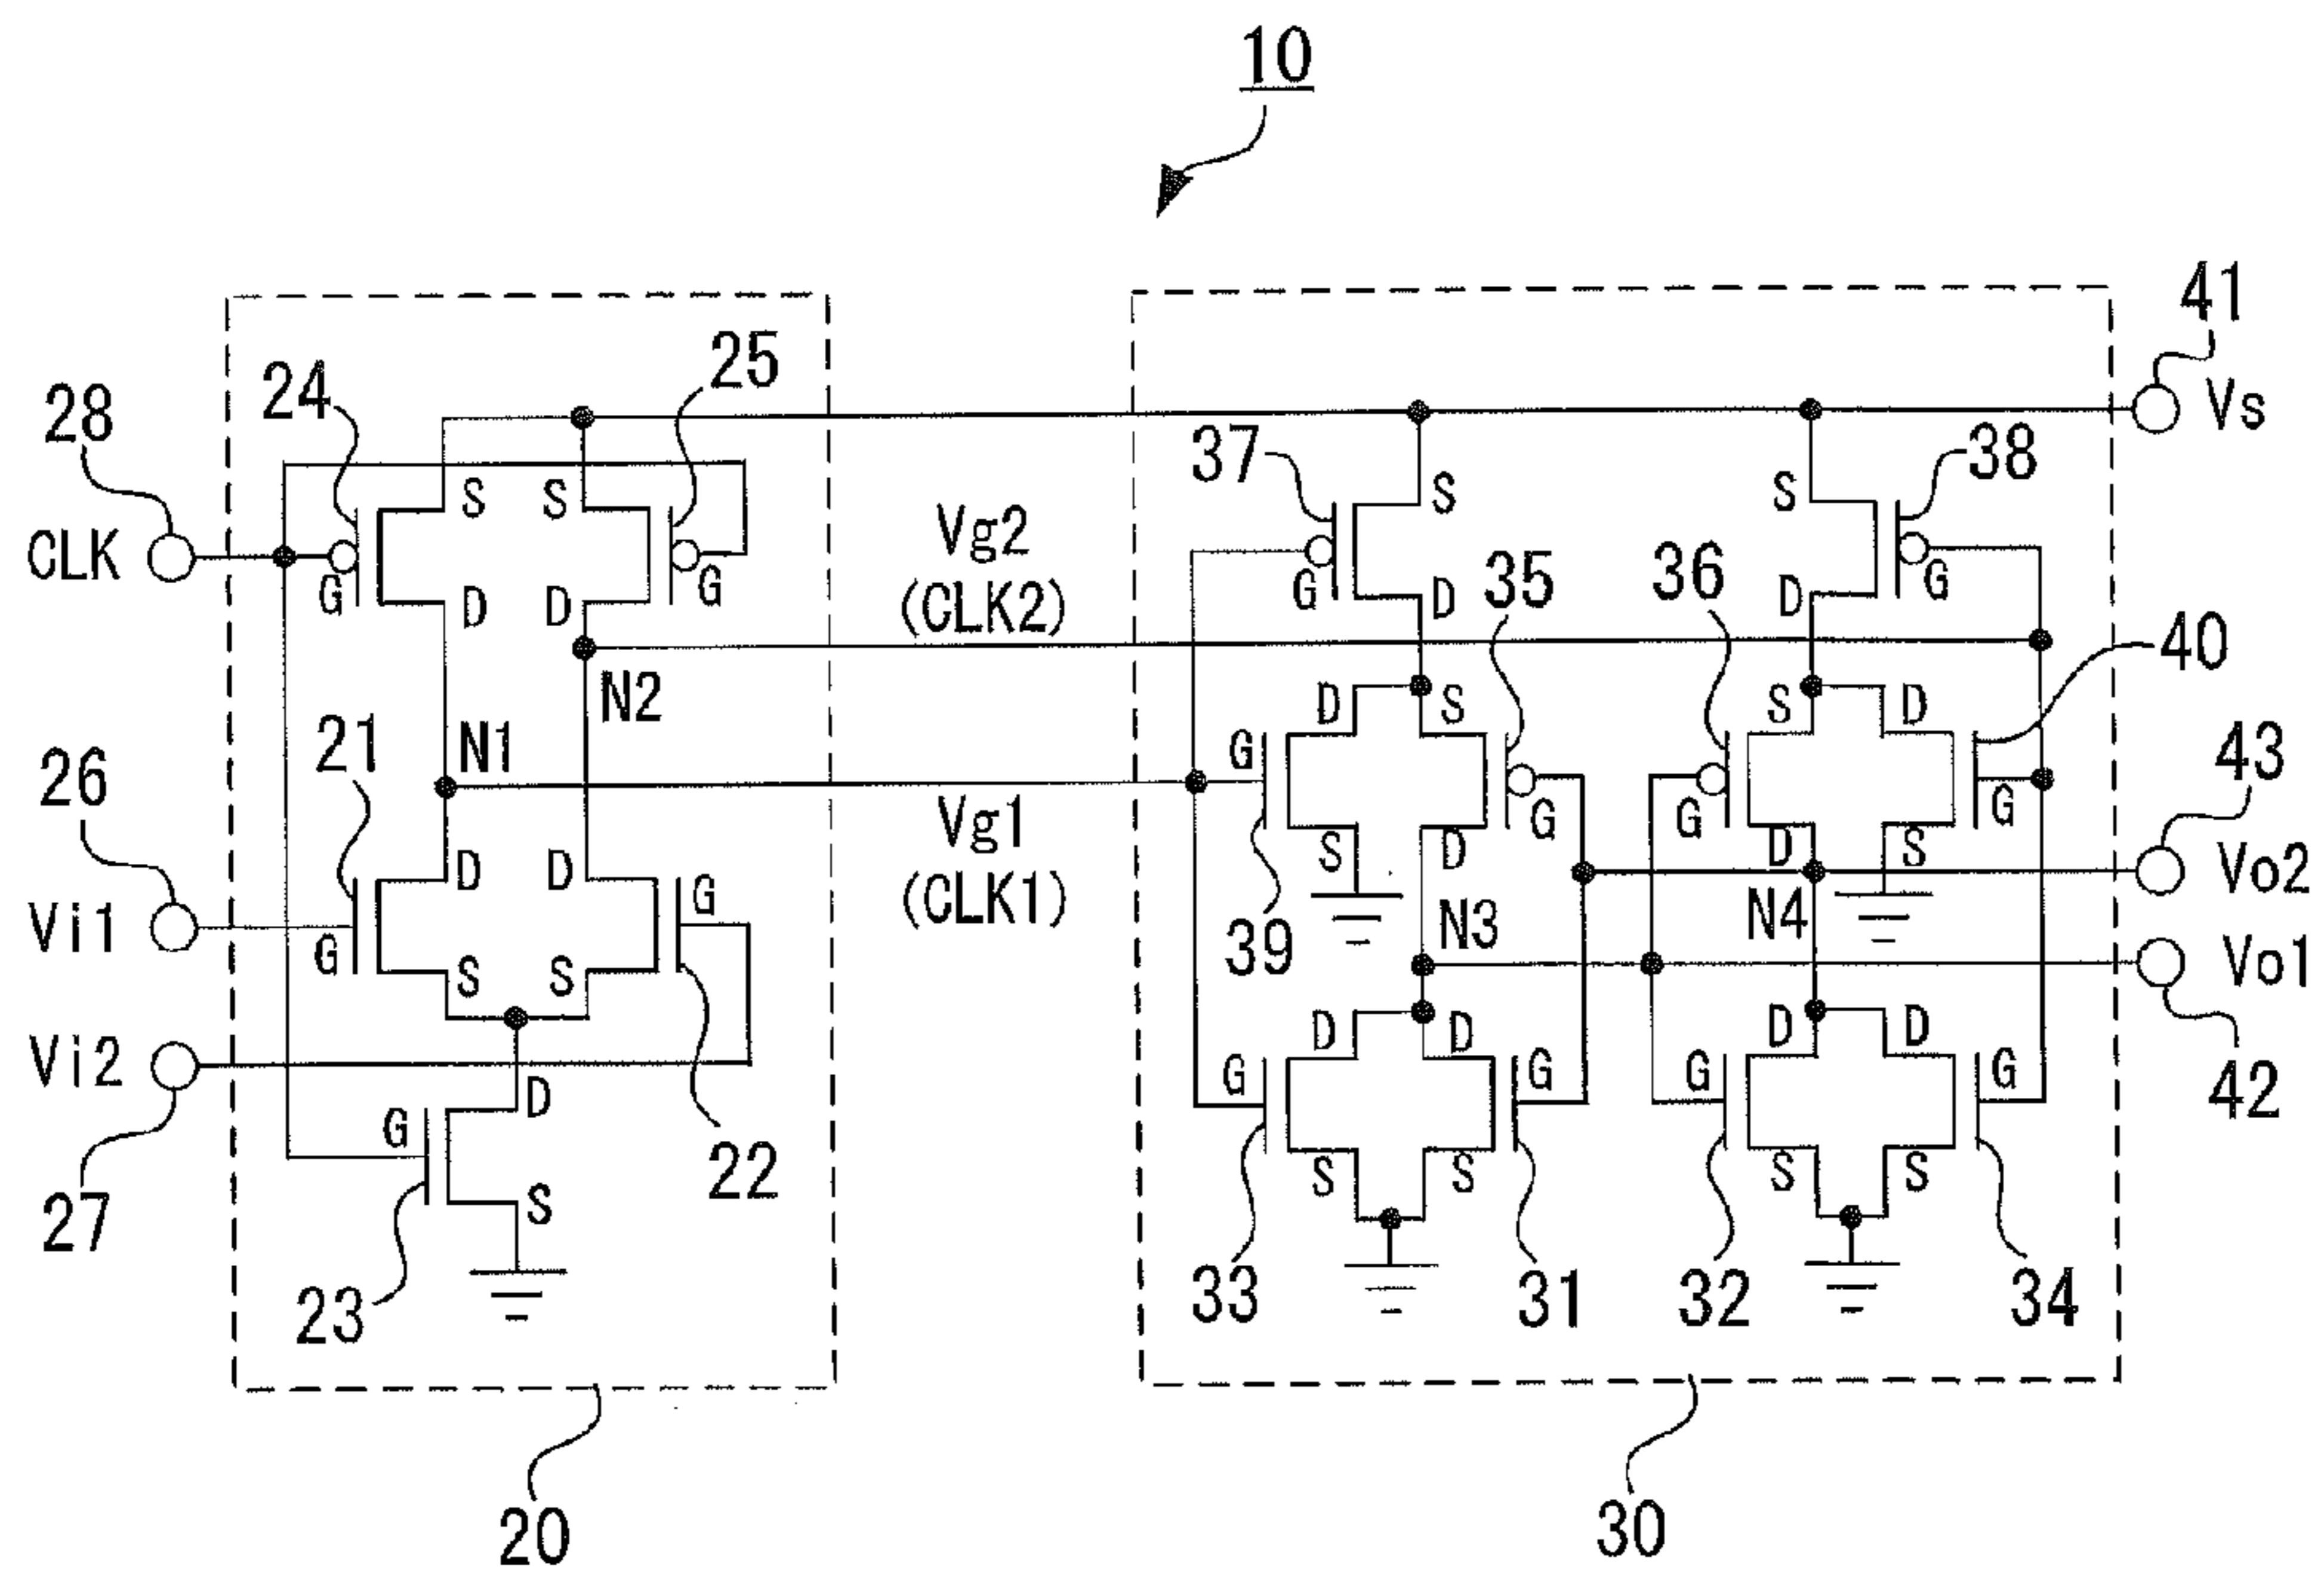 10
41
Vs
25
24
28
CLK
S
S
G
D
D
G
Vg2
(CLK2)
37
38
S
S
G
D
D
G
35
36
40
N2
N1
21
26
Vi1
Vg1
(CLK1)
D
S
S
D
G
G
G
G
S
D
D
S
39
N3
N4
43
Vo2
Vo1
42
D
D
G
G
S
S
Vi2
27
G
D
S
22
23
D
D
D
D
G
G
G
G
S
S
S
S
33
31
32
34
20
30